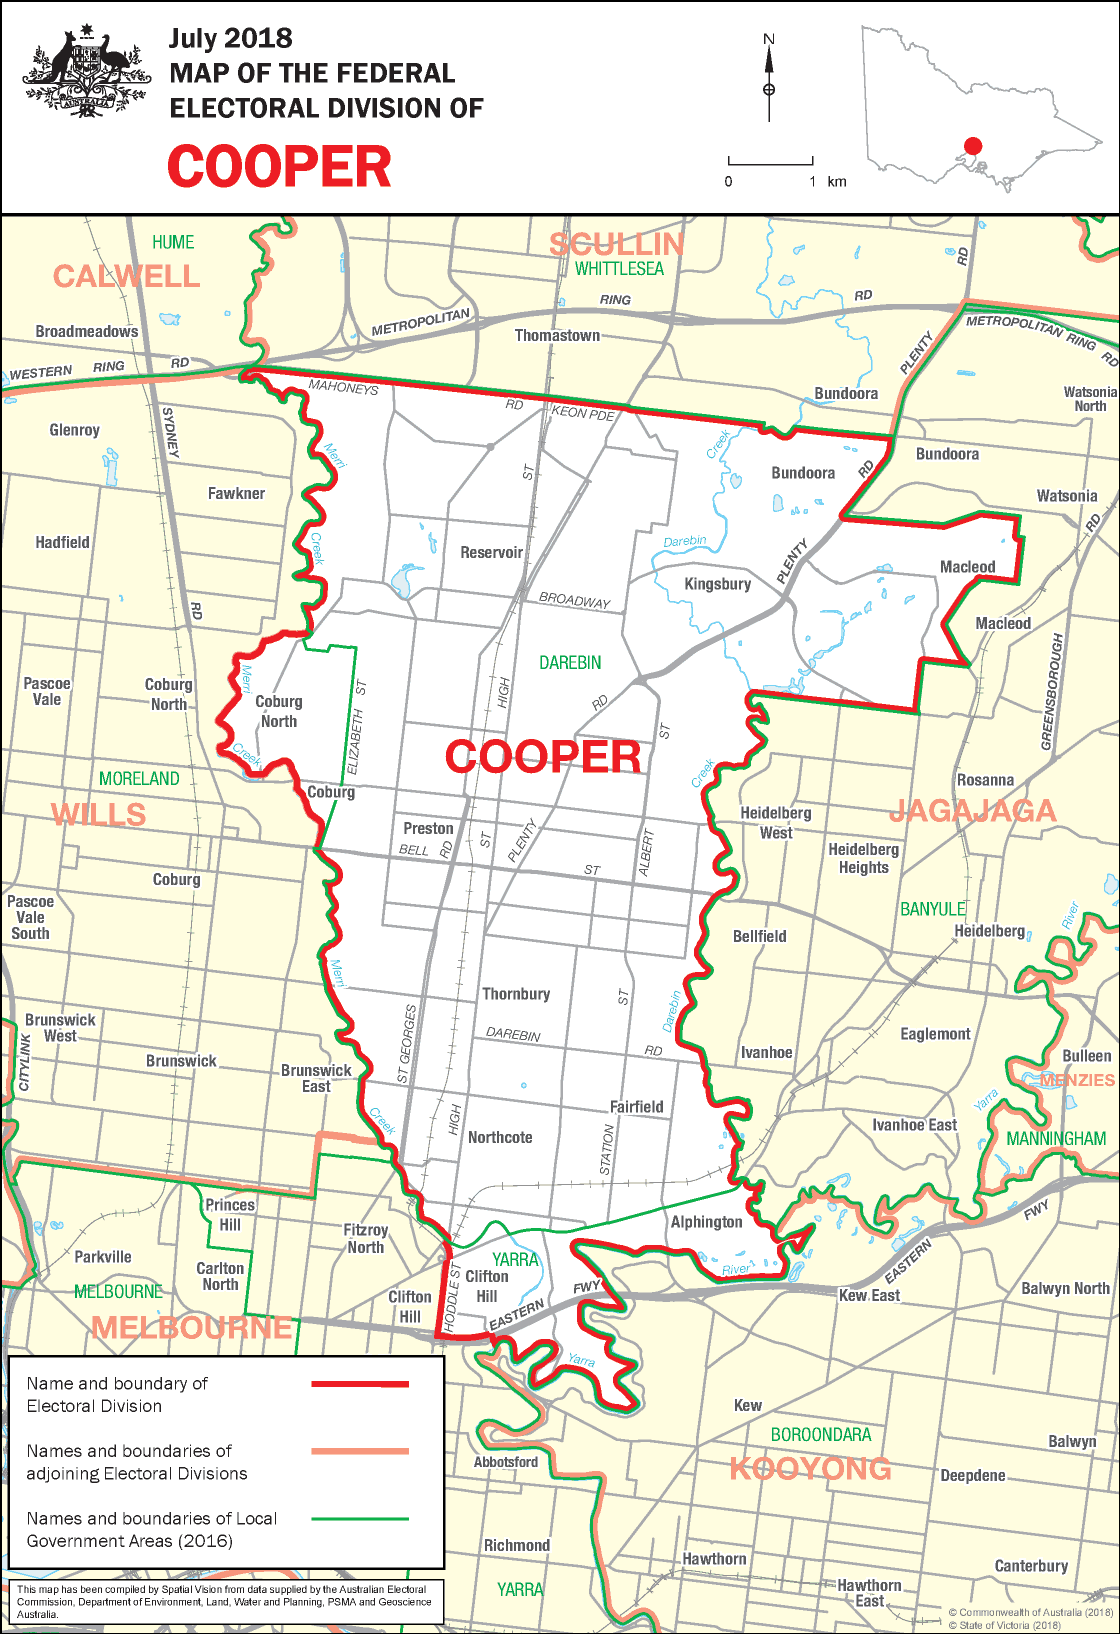 July 2018
MAP OF THE FEDERAL
ELECTORAL DIVISION OF
COOPER
AUSTRALIA
N
0 1 km
HUME
CALWELL
SCULLIN
WHITTLESEA
RD
Broadmeadows
METROPOLITAN
RING
RD
Thomastown
PLENTY
METROPOLITAN RING RD
WESTERN RING RD
MAHONEYS
RD
KEON PDE
Bundoora
Watsonia
North
SYDNEY
RD
Glenroy
Merri
Creek
Fawkner
Hadfield
ST
Creek
Bundoora
RD
Bundoora
Watsonia
RD
Reservoir
Darebin
Kingsbury
PLENTY
Macleod
Macleod
BROADWAY
DAREBIN
GREENSBOROUGH
Pascoe
Vale
Coburg
North
Merri
Creek
Coburg
North
ELIZABETH ST
HIGH
RD
ST
COOPER
MORELAND
WILLS
Coburg
Creek
Rosanna
JAGAJAGA
Heidelberg
West
Heidelberg
Heights
Preston
BELL
RD
ST
PLENTY
ST
ALBERT
Coburg
Pascoe
Vale
South
BANYULE
Heidelberg
River
Bellfield
Merri
Thornbury
ST
Darebin
Brunswick
West
CITYLINK
Brunswick
Brunswick
East
ST GEORGES
DAREBIN
RD
Ivanhoe
Eaglemont
Bulleen
MENZIES
Yarra
Creek
HIGH
Northcote
Fairfield
STATION
Ivanhoe East
MANNINGHAM
Princes
Hill
Fitzroy
North
Alphington
FWY
Parkville
Carlton
North
YARRA
River
EASTERN
MELBOURNE
MELBOURNE
Clifton
Hill
HODDLE ST
Clifton
Hill
EASTERN
FWY
Kew East
Balwyn North
Yarra
Kew
BOROONDARA
KOOYONG
Balwyn
Deepdene
Abbotsford
Richmond
YARRA
Hawthorn
Hawthorn
East
Canterbury
Name and boundary of
Electoral Division
Names and boundaries of
adjoining Electoral Divisions
Names and boundaries of Local
Government Areas (2016)
This map has been compiled by Spatial Vision from data supplied by the Australian Electoral
Commission, Department of Environment, Land, Water and Planning, PSMA and Geoscience
Australia.
© Commonwealth of Australia (2018)
© State of Victoria (2018)